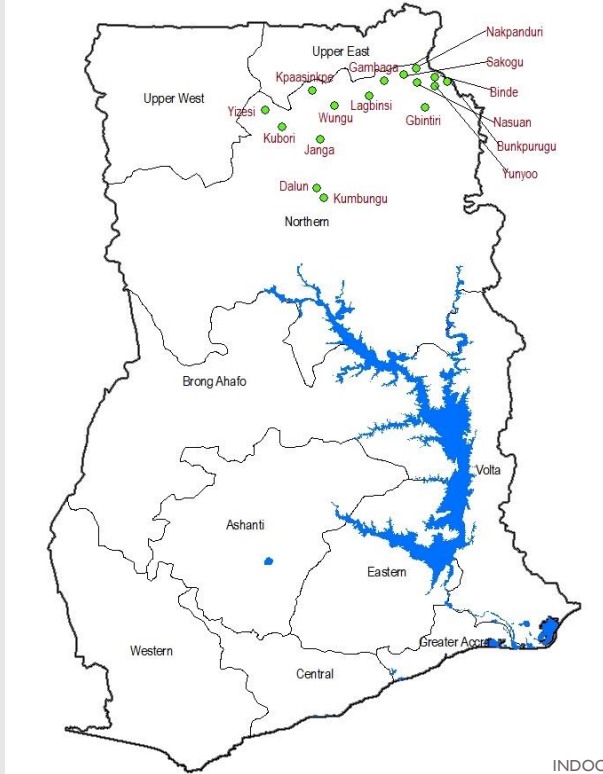 Nakpanduri
Upper East
Sakogu
Gambaga
Kpaasinkpe
Binde
Upper West
Lagbinsi
Yizesi
Wungu
Gbintiri
Nasuan
Kubori
Bunkpurugu
Janga
Yunyoo
Dalun
Kumbungu
Northern
Brong Ahafo
Volta
Ashanti
Eastern
Greater Accra
Western
Central
INDOC